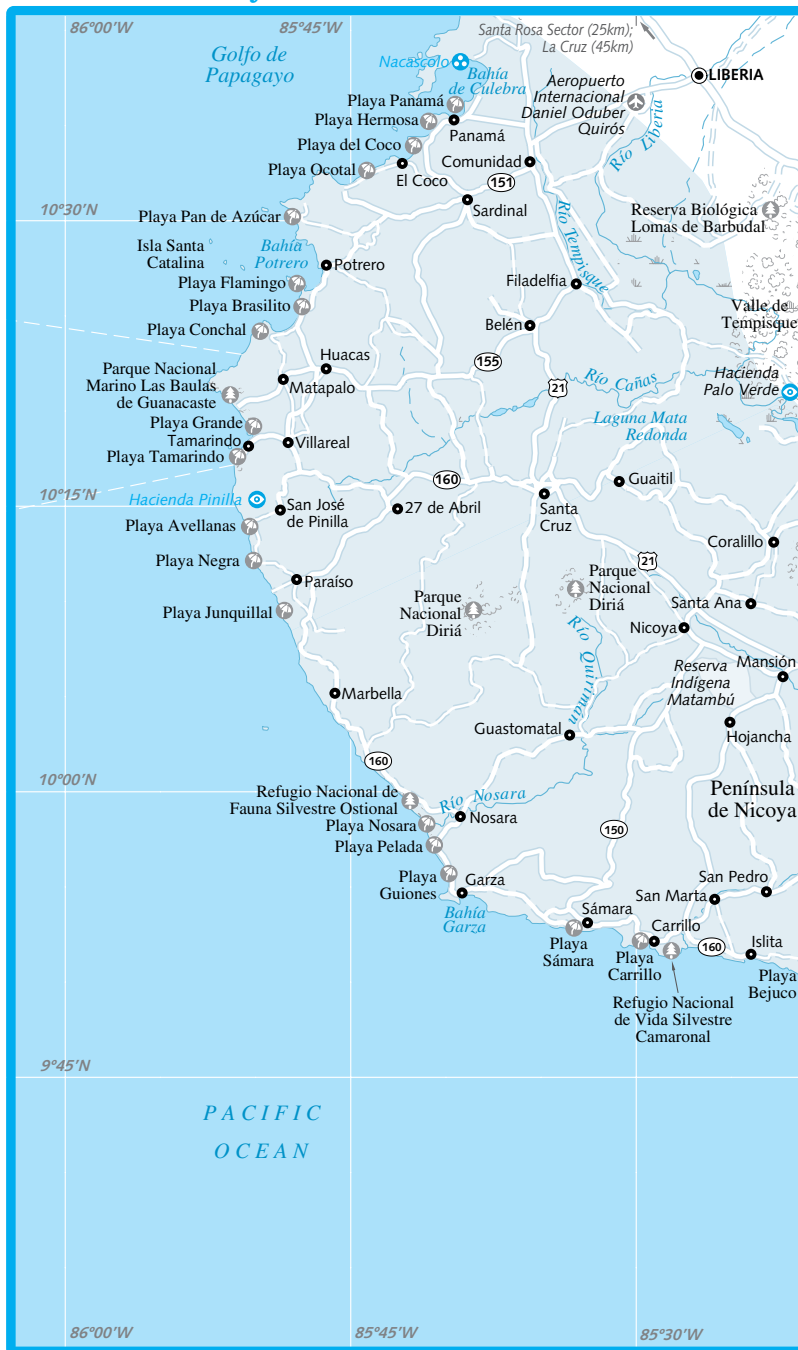 86°00'W
85°45'W
Santa Rosa Sector (25km);
La Cruz (45km)
Golfo de
Papagayo
Nacascolo
Bahía
de Culebra
LIBERIA
Aeropuerto
Internacional
Daniel Oduber
Quirós
Playa Panamá
Playa Hermosa
Panamá
Río Liberia
Playa del Coco
Comunidad
Playa Ocotal
El Coco
151
Sardinal
Río Tempisque
10°30'N
Playa Pan de Azúcar
Reserva Biológica
Lomas de Barbudal
Isla Santa
Catalina
Bahía
Potrero
Potrero
Playa Flamingo
Filadelfia
Playa Brasilito
Valle de
Tempisque
Playa Conchal
Belén
Huacas
155
Parque Nacional
Marino Las Baulas
de Guanacaste
Matapalo
21
Río Cañas
Hacienda
Palo Verde
Playa Grande
Laguna Mata
Redonda
Tamarindo
Villareal
Playa Tamarindo
160
Guaitil
10°15'N
Hacienda Pinilla
San José
de Pinilla
27 de Abril
Santa
Cruz
Playa Avellanas
Coralillo
Playa Negra
21
Paraíso
Parque
Nacional
Diriá
Parque
Nacional
Diriá
Santa Ana
Playa Junquillal
Nicoya
Río Quiriman
Reserva
Indígena
Matambú
Mansión
Marbella
Hojancha
Guastomatal
160
10°00'N
Refugio Nacional de
Fauna Silvestre Ostional
Río Nosara
Península
de Nicoya
Playa Nosara
Nosara
150
Playa Pelada
Playa
Guiones
Garza
San Pedro
San Marta
Bahía
Garza
Sámara
Carrillo
160
Islita
Playa
Sámara
Playa
Carrillo
Playa
Bejuco
Refugio Nacional
de Vida Silvestre
Camaronal
9°45'N
PACIFIC
OCEAN
86°00'W
85°45'W
85°30'W